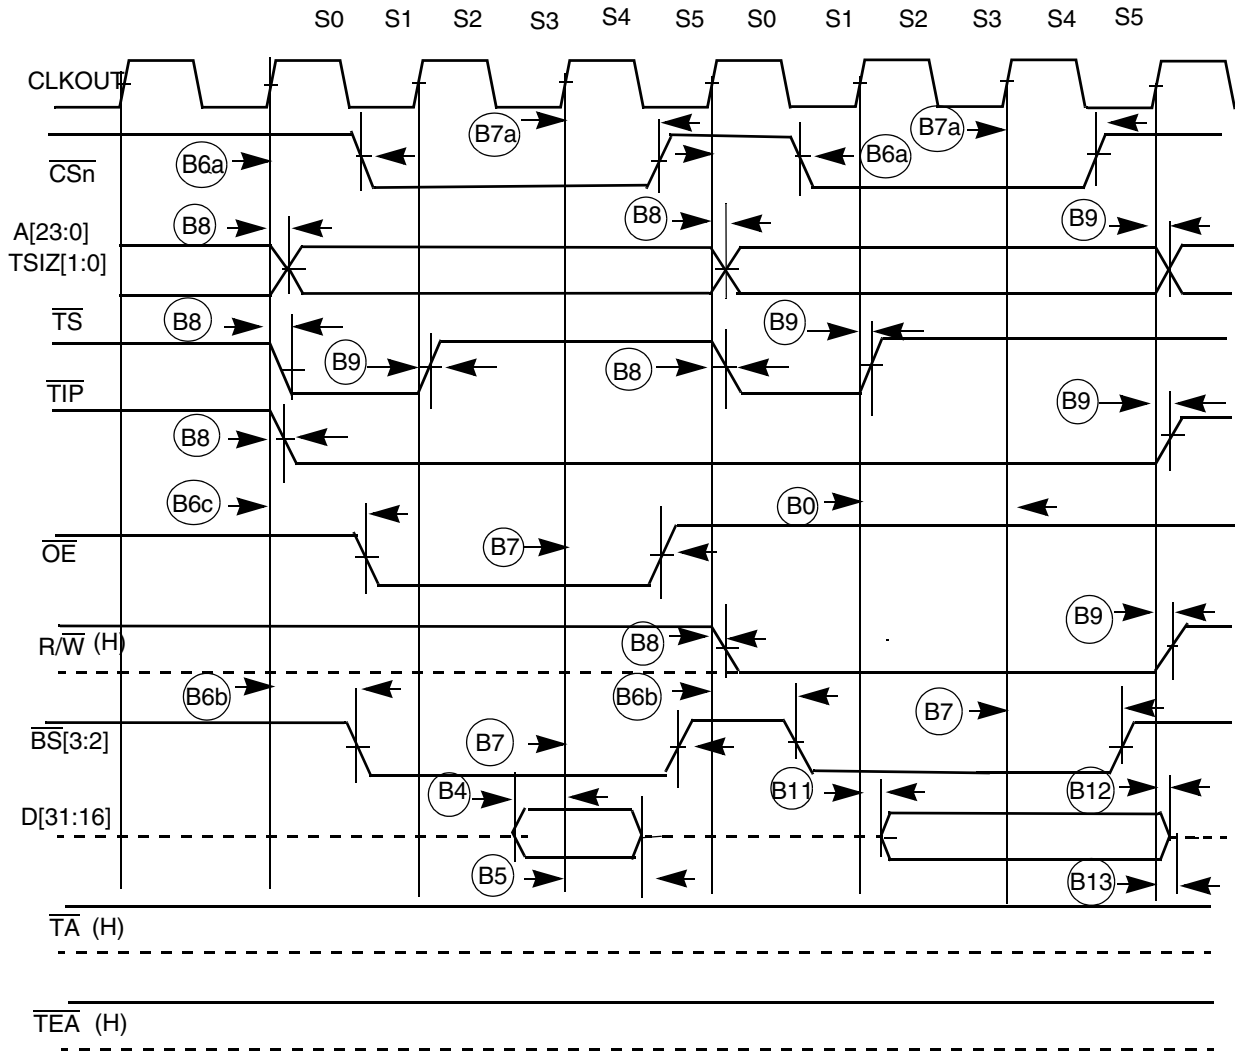 S0 S1 S2 S3 S4 S5 S0 S1 S2 S3 S4 S5
CLKOUT
B7a B7a
B6a B6a
CSn
B8 B8 B9
A[23:0]
TSIZ[1:0]
TS
B8 B9
B9 B8
TIP
B9
B8
B6c B0
OE
B7
R/W (H)
B8 B9
B6b B6b
BS[3:2]
B7 B7
B4 B11 B12
D[31:16]
B5 B13
TA (H)
TEA (H)